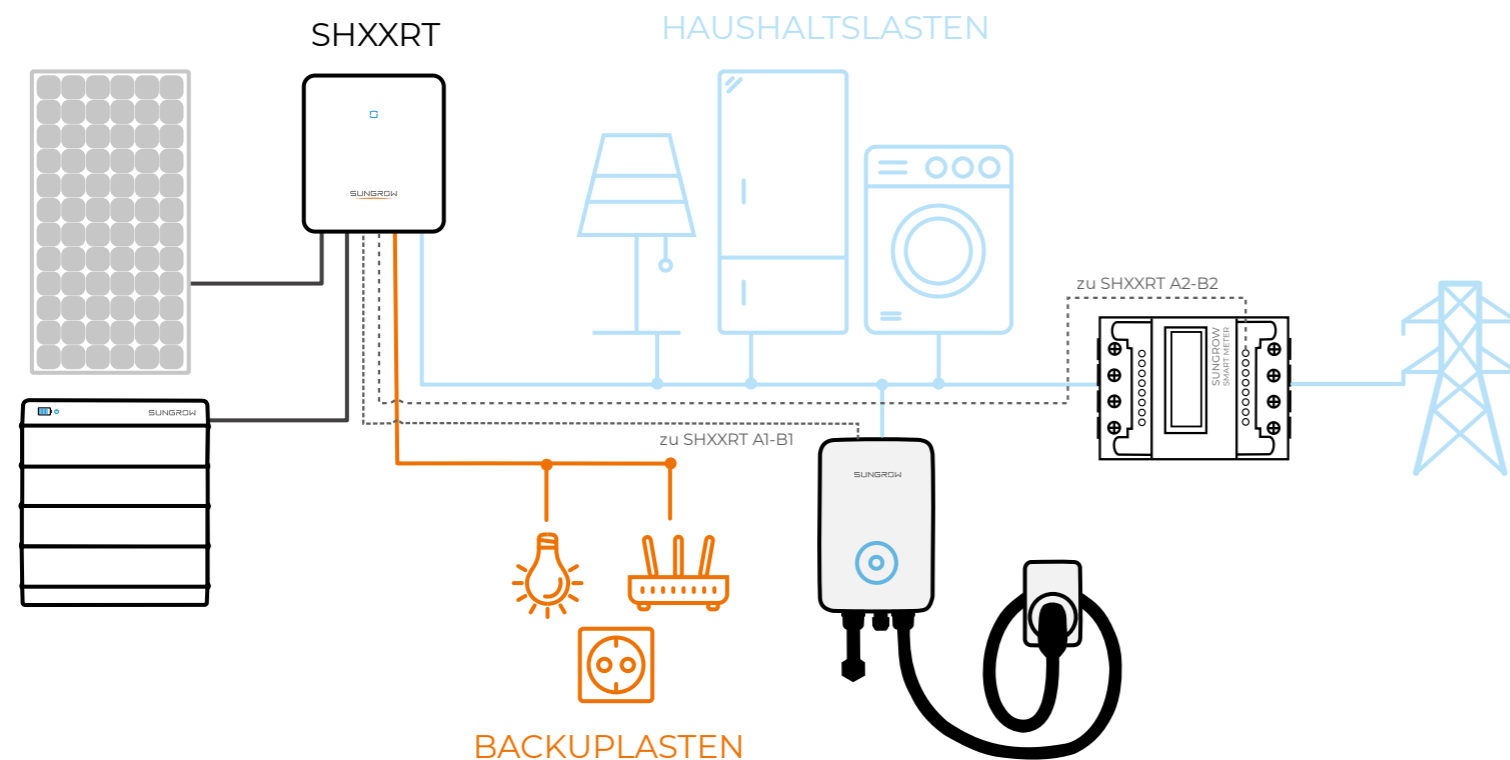 SHXXRT
HAUSHALTSLASTEN
SUNGROW
zu SHXXRT A2-B2
SUNGROW
SMART METER
SUNGROW
zu SHXXRT A1-B1
SUNGROW
BACKUPLASTEN